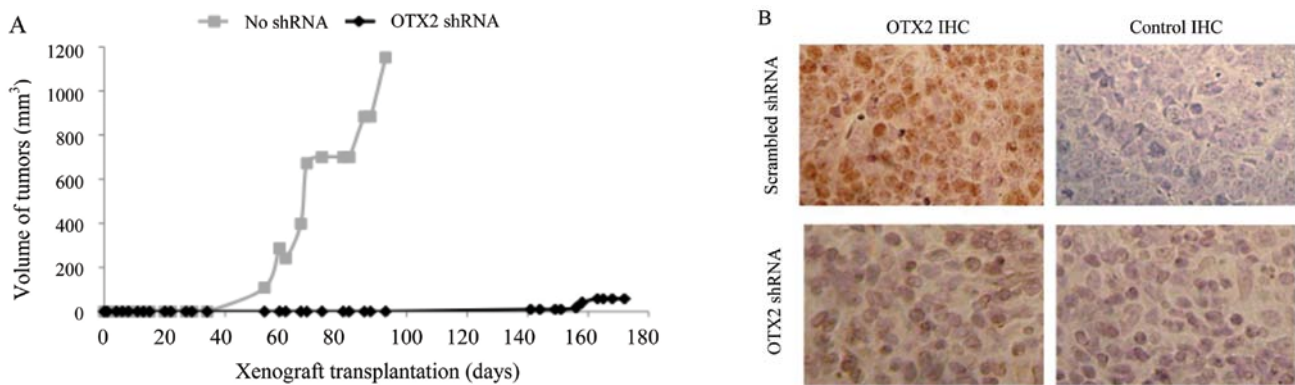 A
No shRNA
OTX2 shRNA
Volume of tumors (mm³)
1200
1000
800
600
400
200
0
0 20 40 60 80 100 120 140 160 180
Xenograft transplantation (days)
B
OTX2 IHC
Control IHC
Scrambled shRNA
OTX2 shRNA